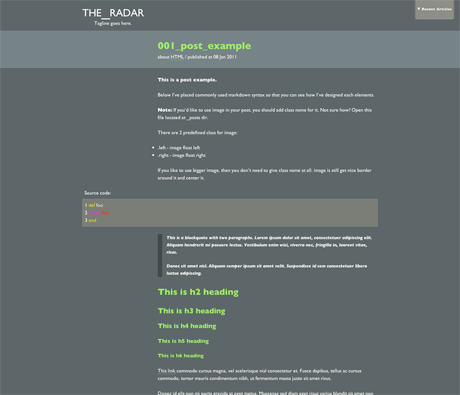 THE_RADAR
Tagline goes here.
▼ Recent Articles
001_post_example
about HTML / published at 08 Jan 2011
This is a post example.
Below I've placed commonly used markdown syntax so that you can see how I've designed each elements.
Note: If you'd like to use image in your post, you should add class name for it. Not sure how? Open this
file located at _posts dir.
There are 2 predefined class for image:
• .left - image float left
• .right - image float right
If you like to use bigger image, then you don't need to give class name at all. image is still get nice border
around it and center it.
Source code:
1 def foo
2
3 end
This is a blockquote with two paragraphs. Lorem ipsum dolor sit amet, consectetuer adipiscing elit.
Aliquam hendrerit mi posuere lectus. Vestibulum enim wisi, viverra nec, fringilla in, laoreet vitae,
risus.
Donec sit amet nisl. Aliquam semper ipsum sit amet velit. Suspendisse id sem consectetuer libero
luctus adipiscing.
This is h2 heading
This is h3 heading
This is h4 heading
This is h5 heading
This is h6 heading
This link commodo cursus magna, vel scelerisque nisl consectetur et. Fusce dapibus, tellus ac cursus
commodo, tortor mauris condimentum nibh, ut fermentum massa justo sit amet risus.
Donec id elit non mi porta gravida at eget metus. Maecenas sed diam eget risus varius blandit sit amet non